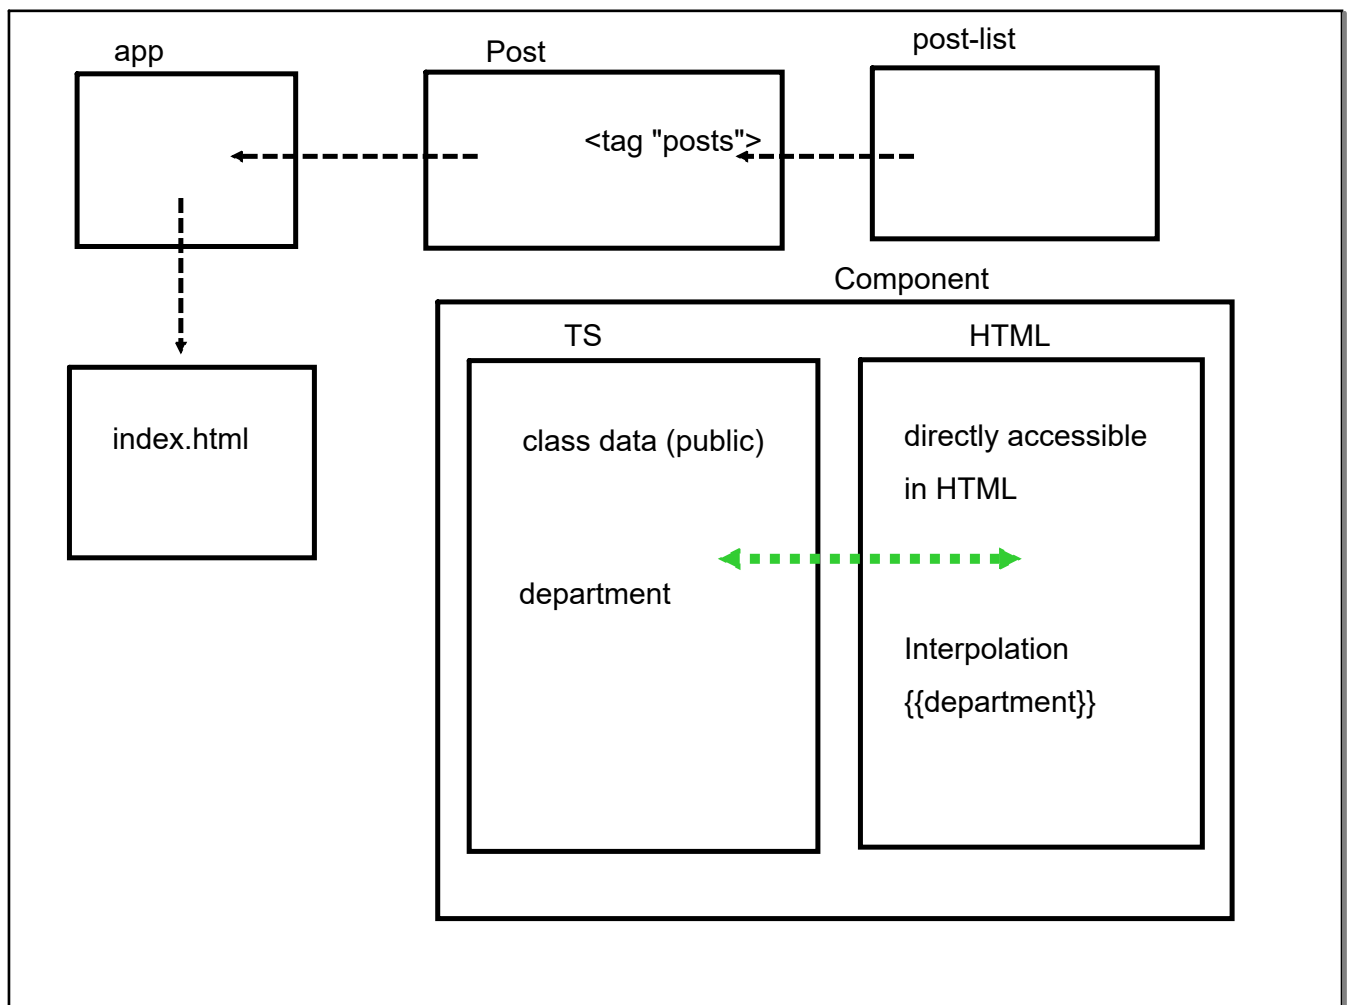 app
Post
post-list
<tag "posts">
Component
TS
HTML
index.html
class data (public)
directly accessible
in HTML
department
Interpolation
{{department}}